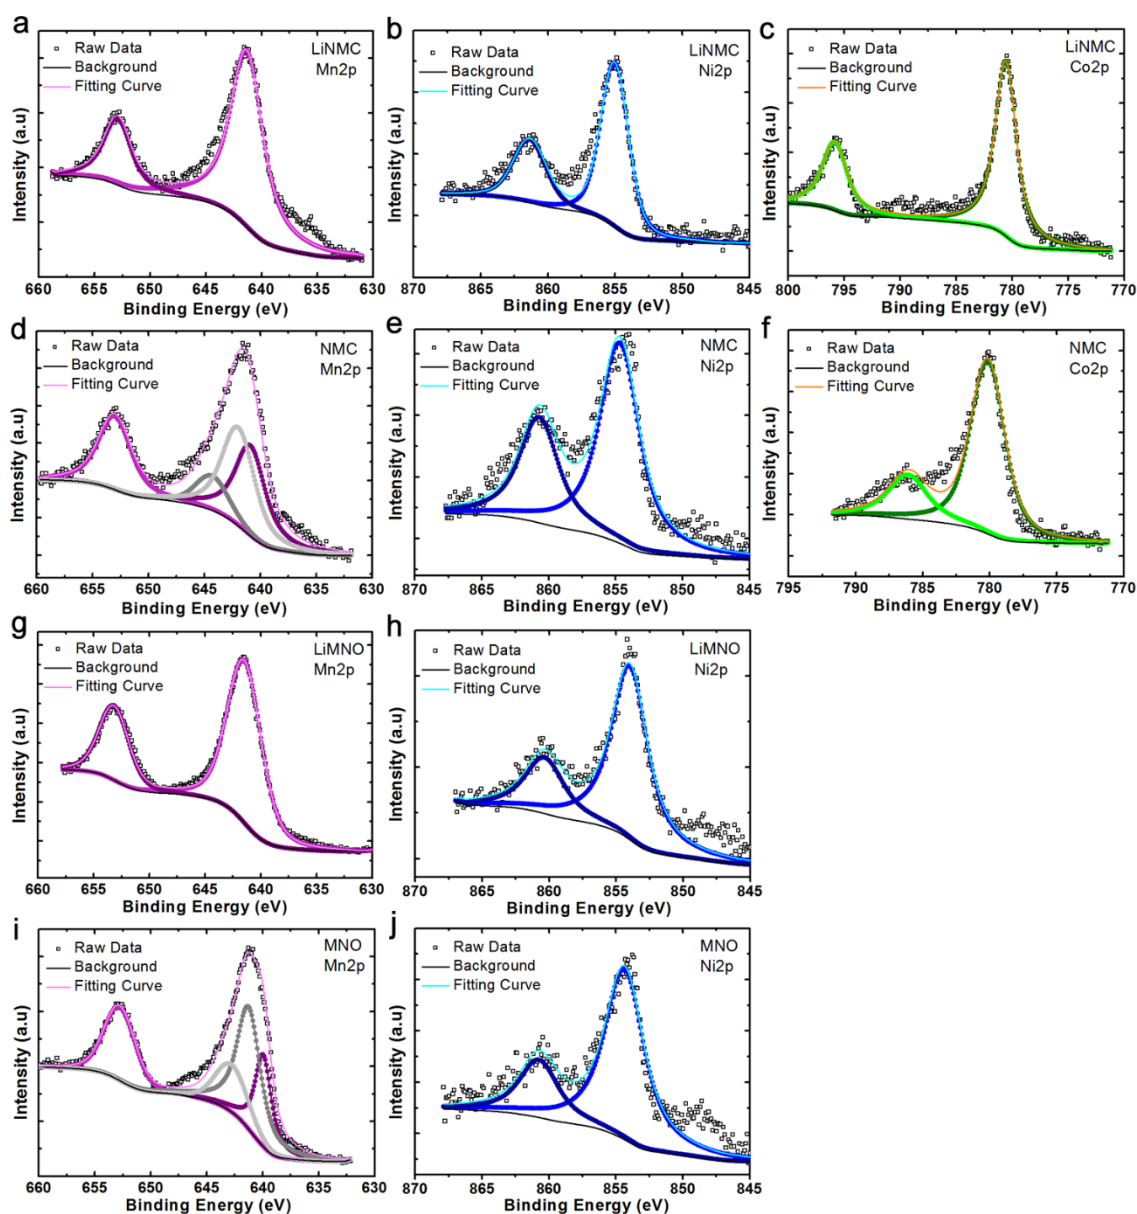 a
Raw Data
Background
Fitting Curve
LiNMC
Mn2p
Intensity (a.u)
660 655 650 645 640 635 630
Binding Energy (eV)
b
Raw Data
Background
Fitting Curve
LiNMC
Ni2p
Intensity (a.u)
870 865 860 855 850 845
Binding Energy (eV)
c
Raw Data
Background
Fitting Curve
LiNMC
Co2p
Intensity (a.u)
800 795 790 785 780 775 770
Binding Energy (eV)
d
Raw Data
Background
Fitting Curve
NMC
Mn2p
Intensity (a.u)
660 655 650 645 640 635 630
Binding Energy (eV)
e
Raw Data
Background
Fitting Curve
NMC
Ni2p
Intensity (a.u)
870 865 860 855 850 845
Binding Energy (eV)
f
Raw Data
Background
Fitting Curve
NMC
Co2p
Intensity (a.u)
795 790 785 780 775 770
Binding Energy (eV)
g
Raw Data
Background
Fitting Curve
LiMNO
Mn2p
Intensity (a.u)
660 655 650 645 640 635 630
Binding Energy (eV)
h
Raw Data
Background
Fitting Curve
LiMNO
Ni2p
Intensity (a.u)
870 865 860 855 850 845
Binding Energy (eV)
i
Raw Data
Background
Fitting Curve
MNO
Mn2p
Intensity (a.u)
660 655 650 645 640 635 630
Binding Energy (eV)
j
Raw Data
Background
Fitting Curve
MNO
Ni2p
Intensity (a.u)
870 865 860 855 850 845
Binding Energy (eV)